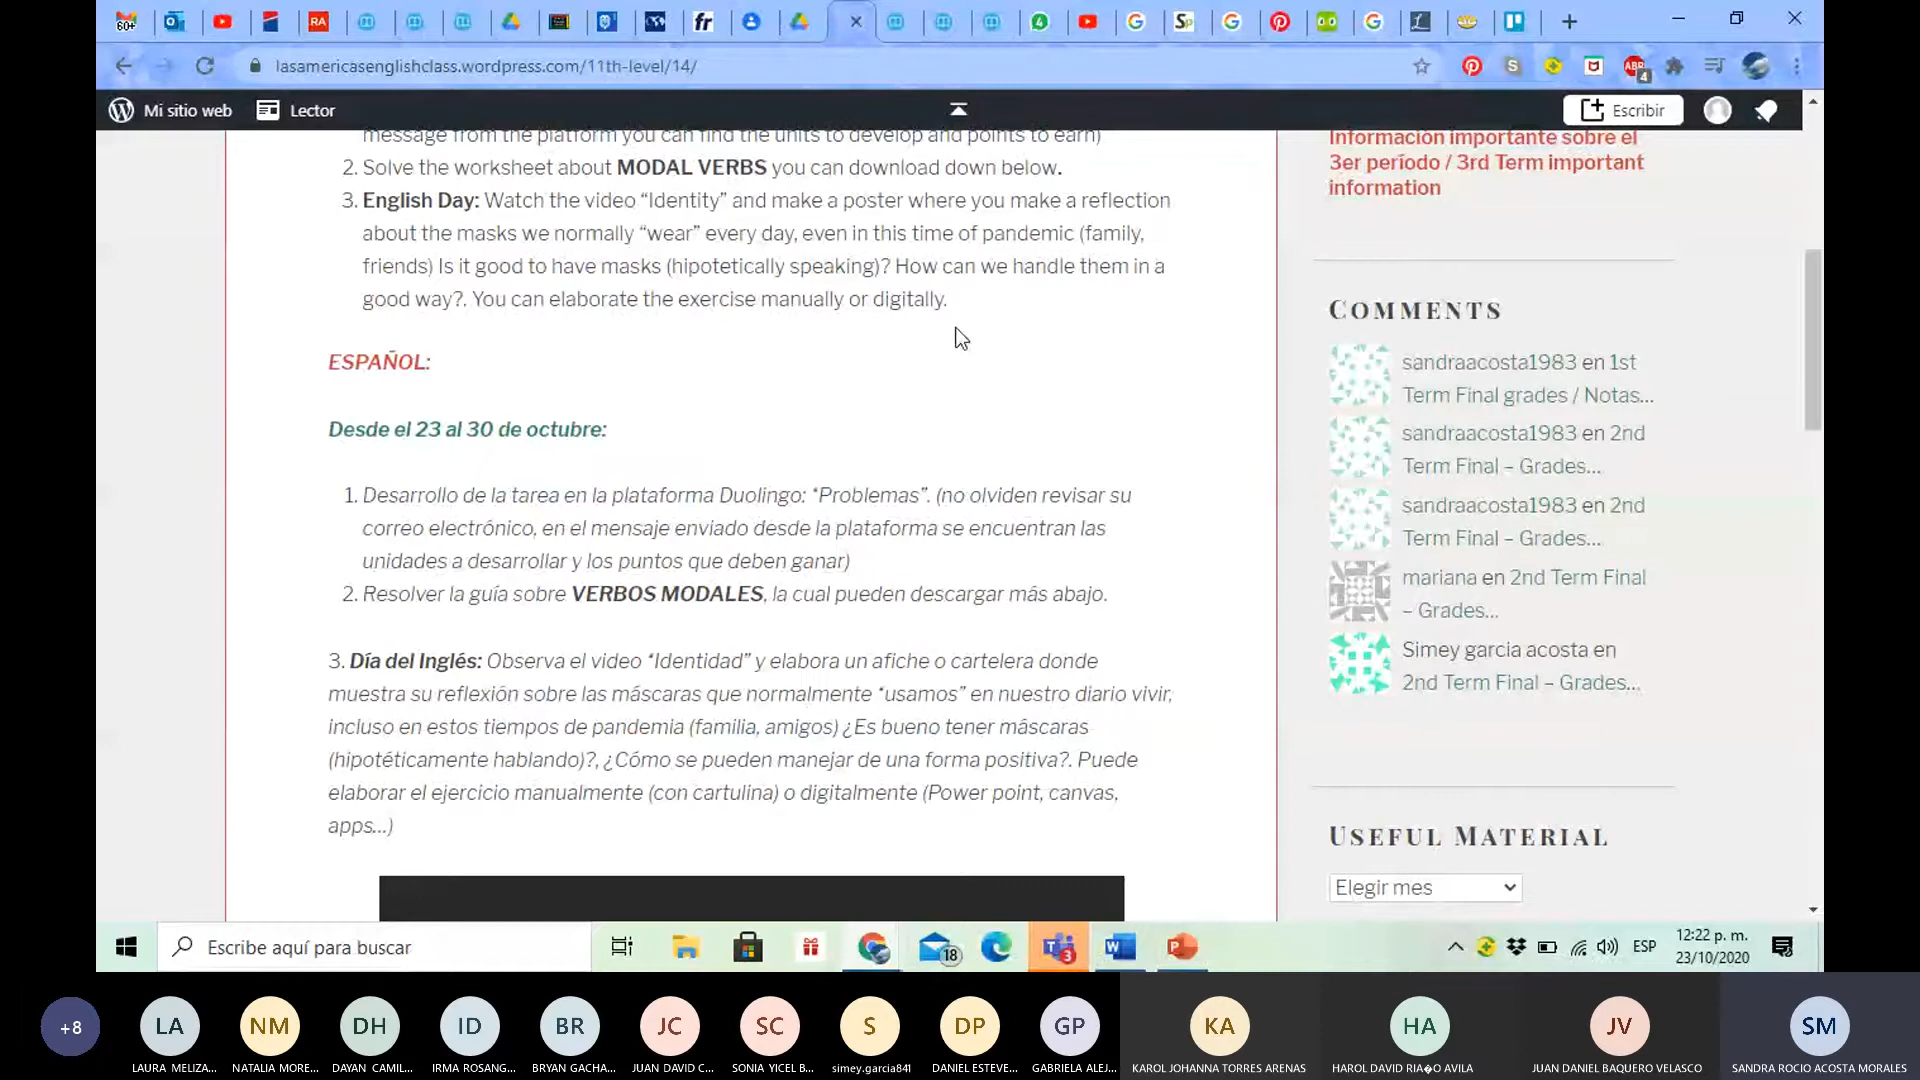 60+
RA
fr
4
Sp
lasamericasenglishclass.wordpress.com/11th-level/14/
ABP
4
Mi sitio web
Lector
Escribir
message from the platform you can find the units to develop and points to earn)
2. Solve the worksheet about MODAL VERBS you can download down below.
3. English Day: Watch the video “Identity” and make a poster where you make a reflection
about the masks we normally “wear” every day, even in this time of pandemic (family,
friends) Is it good to have masks (hipotetically speaking)? How can we handle them in a
good way?. You can elaborate the exercise manually or digitally.
ESPAÑOL:
Desde el 23 al 30 de octubre:
1. Desarrollo de la tarea en la plataforma Duolingo: “Problemas”. (no olviden revisar su
correo electrónico, en el mensaje enviado desde la plataforma se encuentran las
unidades a desarrollar y los puntos que deben ganar)
2. Resolver la guía sobre VERBOS MODALES, la cual pueden descargar más abajo.
3. Día del Inglés: Observa el video “Identidad” y elabora un afiche o cartelera donde
muestra su reflexión sobre las máscaras que normalmente “usamos” en nuestro diario vivir,
incluso en estos tiempos de pandemia (familia, amigos) ¿Es bueno tener máscaras
(hipotéticamente hablando)?, ¿Cómo se pueden manejar de una forma positiva?. Puede
elaborar el ejercicio manualmente (con cartulina) o digitalmente (Power point, canvas,
apps...)
Información importante sobre el
3er período / 3rd Term important
information
COMMENTS
sandraacosta1983 en 1st
Term Final grades / Notas...
sandraacosta1983 en 2nd
Term Final – Grades...
sandraacosta1983 en 2nd
Term Final – Grades...
mariana en 2nd Term Final
– Grades...
Simey garcia acosta en
2nd Term Final – Grades...
USEFUL MATERIAL
Elegir mes
Escribe aquí para buscar
18
3
ESP
12:22 p. m.
23/10/2020
+8
LA
NM
DH
ID
BR
JC
SC
S
DP
GP
KA
HA
JV
SM
LAURA MELIZA...
NATALIA MORE...
DAYAN CAMIL...
IRMA ROSANG...
BRYAN GACHA...
JUAN DAVID C...
SONIA YICEL B...
simey.garcia841
DANIEL ESTEVE...
GABRIELA ALEJ...
KAROL JOHANNA TORRES ARENAS
HAROL DAVID RIA�O AVILA
JUAN DANIEL BAQUERO VELASCO
SANDRA ROCIO ACOSTA MORALES